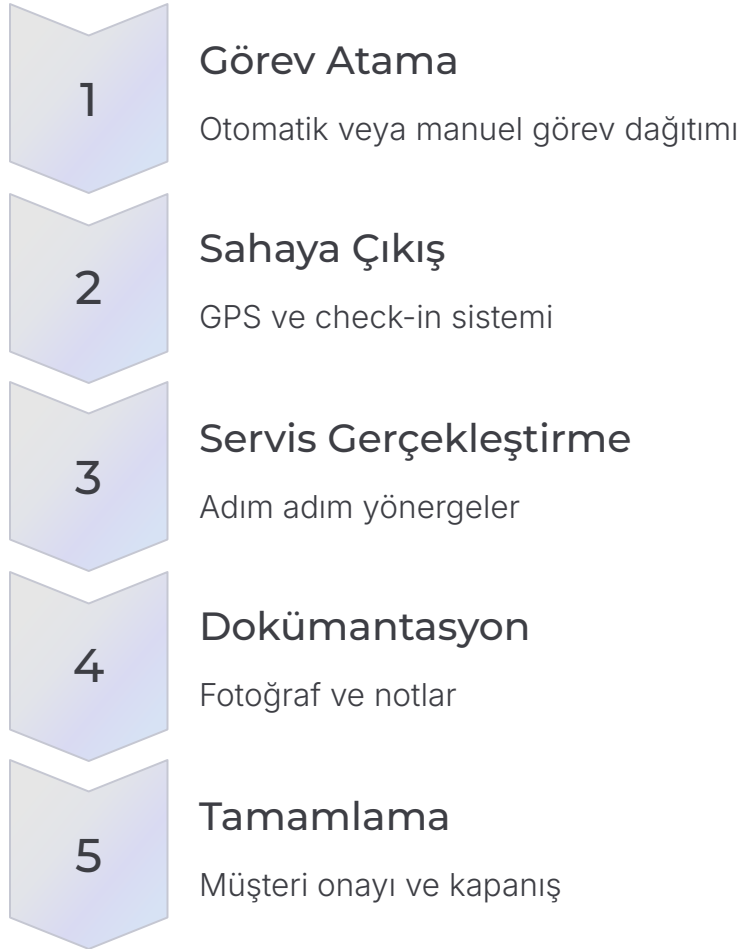 1
Görev Atama
Otomatik veya manuel görev dağıtımı
2
Sahaya Çıkış
GPS ve check-in sistemi
3
Servis Gerçekleştirme
Adım adım yönergeler
4
Dokümantasyon
Fotoğraf ve notlar
5
Tamamlama
Müşteri onayı ve kapanış